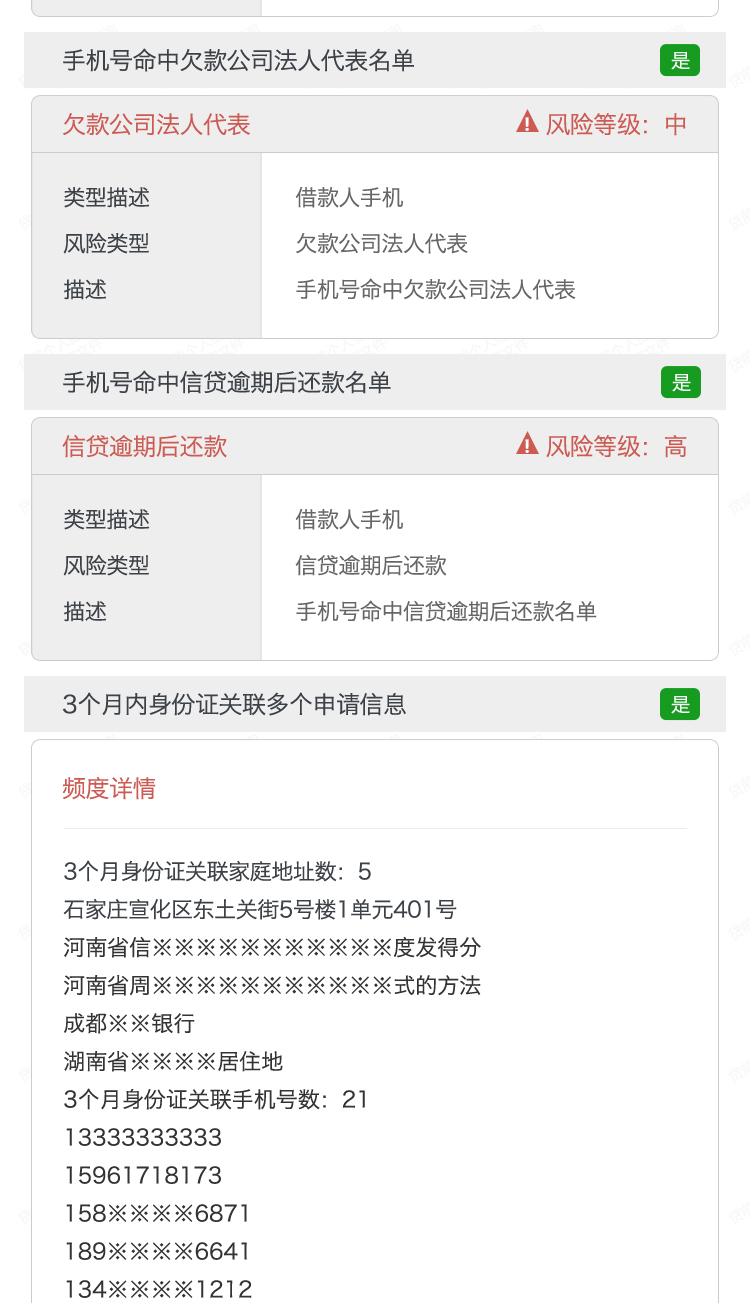 手机号命中欠款公司法人代表名单 是
欠款公司法人代表 风险等级：中
类型描述 借款人手机
风险类型 欠款公司法人代表
描述 手机号命中欠款公司法人代表
手机号命中信贷逾期后还款名单 是
信贷逾期后还款 风险等级：高
类型描述 借款人手机
风险类型 信贷逾期后还款
描述 手机号命中信贷逾期后还款名单
3个月内身份证关联多个申请信息 是
频度详情
3个月身份证关联家庭地址数：5
石家庄宣化区东土关街5号楼1单元401号
河南省信※※※※※※※※※※※度发得分
河南省周※※※※※※※※※※※式的方法
成都※※银行
湖南省※※※※居住地
3个月身份证关联手机号数：21
13333333333
15961718173
158※※※※6871
189※※※※6641
134※※※※1212